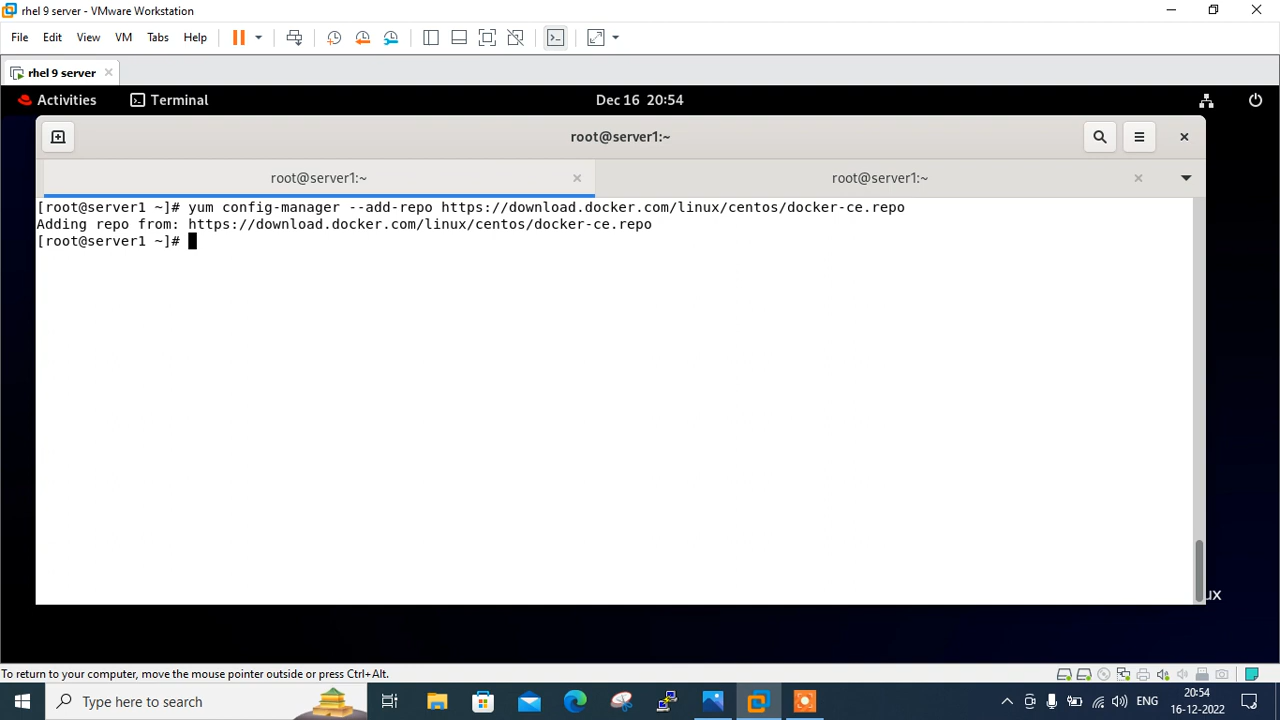 rhel 9 server - VMware Workstation
File Edit View VM Tabs Help
rhel 9 server
Activities Terminal Dec 16 20:54
root@server1:~
root@server1:~ root@server1:~
[root@server1 ~]# yum config-manager --add-repo https://download.docker.com/linux/centos/docker-ce.repo
Adding repo from: https://download.docker.com/linux/centos/docker-ce.repo
[root@server1 ~]#
ux
To return to your computer, move the mouse pointer outside or press Ctrl+Alt.
Type here to search
ENG
20:54
16-12-2022